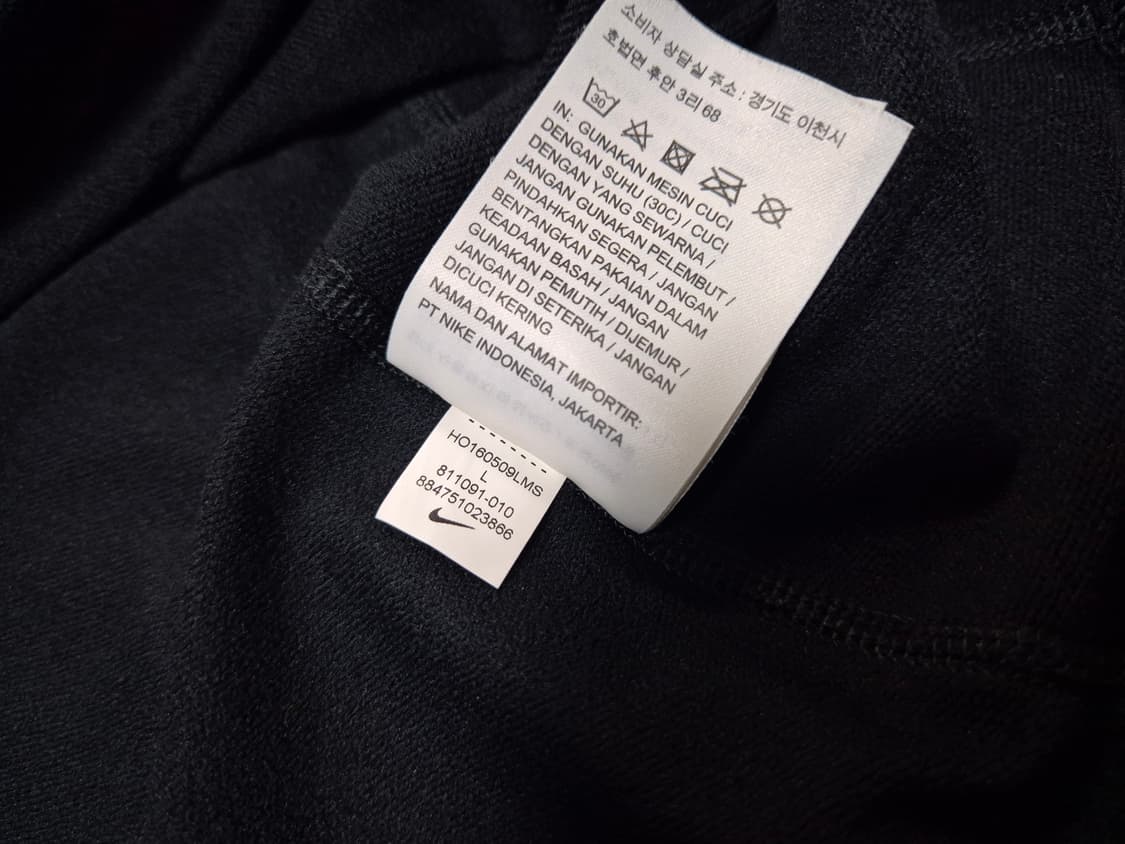 소비자 상담실 주소 : 경기도 이천시
호법면 후안 3리 68
30
IN: GUNAKAN MESIN CUCI
DENGAN SUHU (30C) / CUCI
DENGAN YANG SEWARNA /
JANGAN GUNAKAN PELEMBUT /
PINDAHKAN SEGERA / JANGAN
BENTANGKAN PAKAIAN DALAM
KEADAAN BASAH / JANGAN
GUNAKAN PEMUTIH / DIJEMUR /
JANGAN DI SETERIKA / JANGAN
DICUCI KERING
NAMA DAN ALAMAT IMPORTIR:
PT NIKE INDONESIA, JAKARTA
HO160509LMS
L
811091-010
884751023866